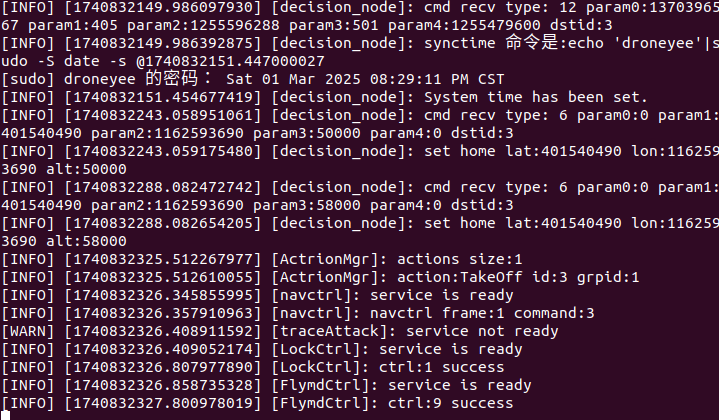 [INFO] [1740832149.986097930] [decision_node]: cmd recv type: 12 param0:13703965
67 param1:405 param2:1255596288 param3:501 param4:1255479600 dstid:3
[INFO] [1740832149.986392875] [decision_node]: synctime 命令是:echo 'droneyee'|s
udo -S date -s @1740832151.447000027
[sudo] droneyee 的密码： Sat 01 Mar 2025 08:29:11 PM CST
[INFO] [1740832151.454677419] [decision_node]: System time has been set.
[INFO] [1740832243.058951061] [decision_node]: cmd recv type: 6 param0:0 param1:
401540490 param2:1162593690 param3:50000 param4:0 dstid:3
[INFO] [1740832243.059175480] [decision_node]: set home lat:401540490 lon:116259
3690 alt:50000
[INFO] [1740832288.082472742] [decision_node]: cmd recv type: 6 param0:0 param1:
401540490 param2:1162593690 param3:58000 param4:0 dstid:3
[INFO] [1740832288.082654205] [decision_node]: set home lat:401540490 lon:116259
3690 alt:58000
[INFO] [1740832325.512267977] [ActrionMgr]: actions size:1
[INFO] [1740832325.512610055] [ActrionMgr]: action:TakeOff id:3 grpid:1
[INFO] [1740832326.345855995] [navctrl]: service is ready
[INFO] [1740832326.357910963] [navctrl]: navctrl frame:1 command:3
[WARN] [1740832326.408911592] [traceAttack]: service not ready
[INFO] [1740832326.409052174] [LockCtrl]: service is ready
[INFO] [1740832326.807977890] [LockCtrl]: ctrl:1 success
[INFO] [1740832326.858735328] [FlymdCtrl]: service is ready
[INFO] [1740832327.800978019] [FlymdCtrl]: ctrl:9 success